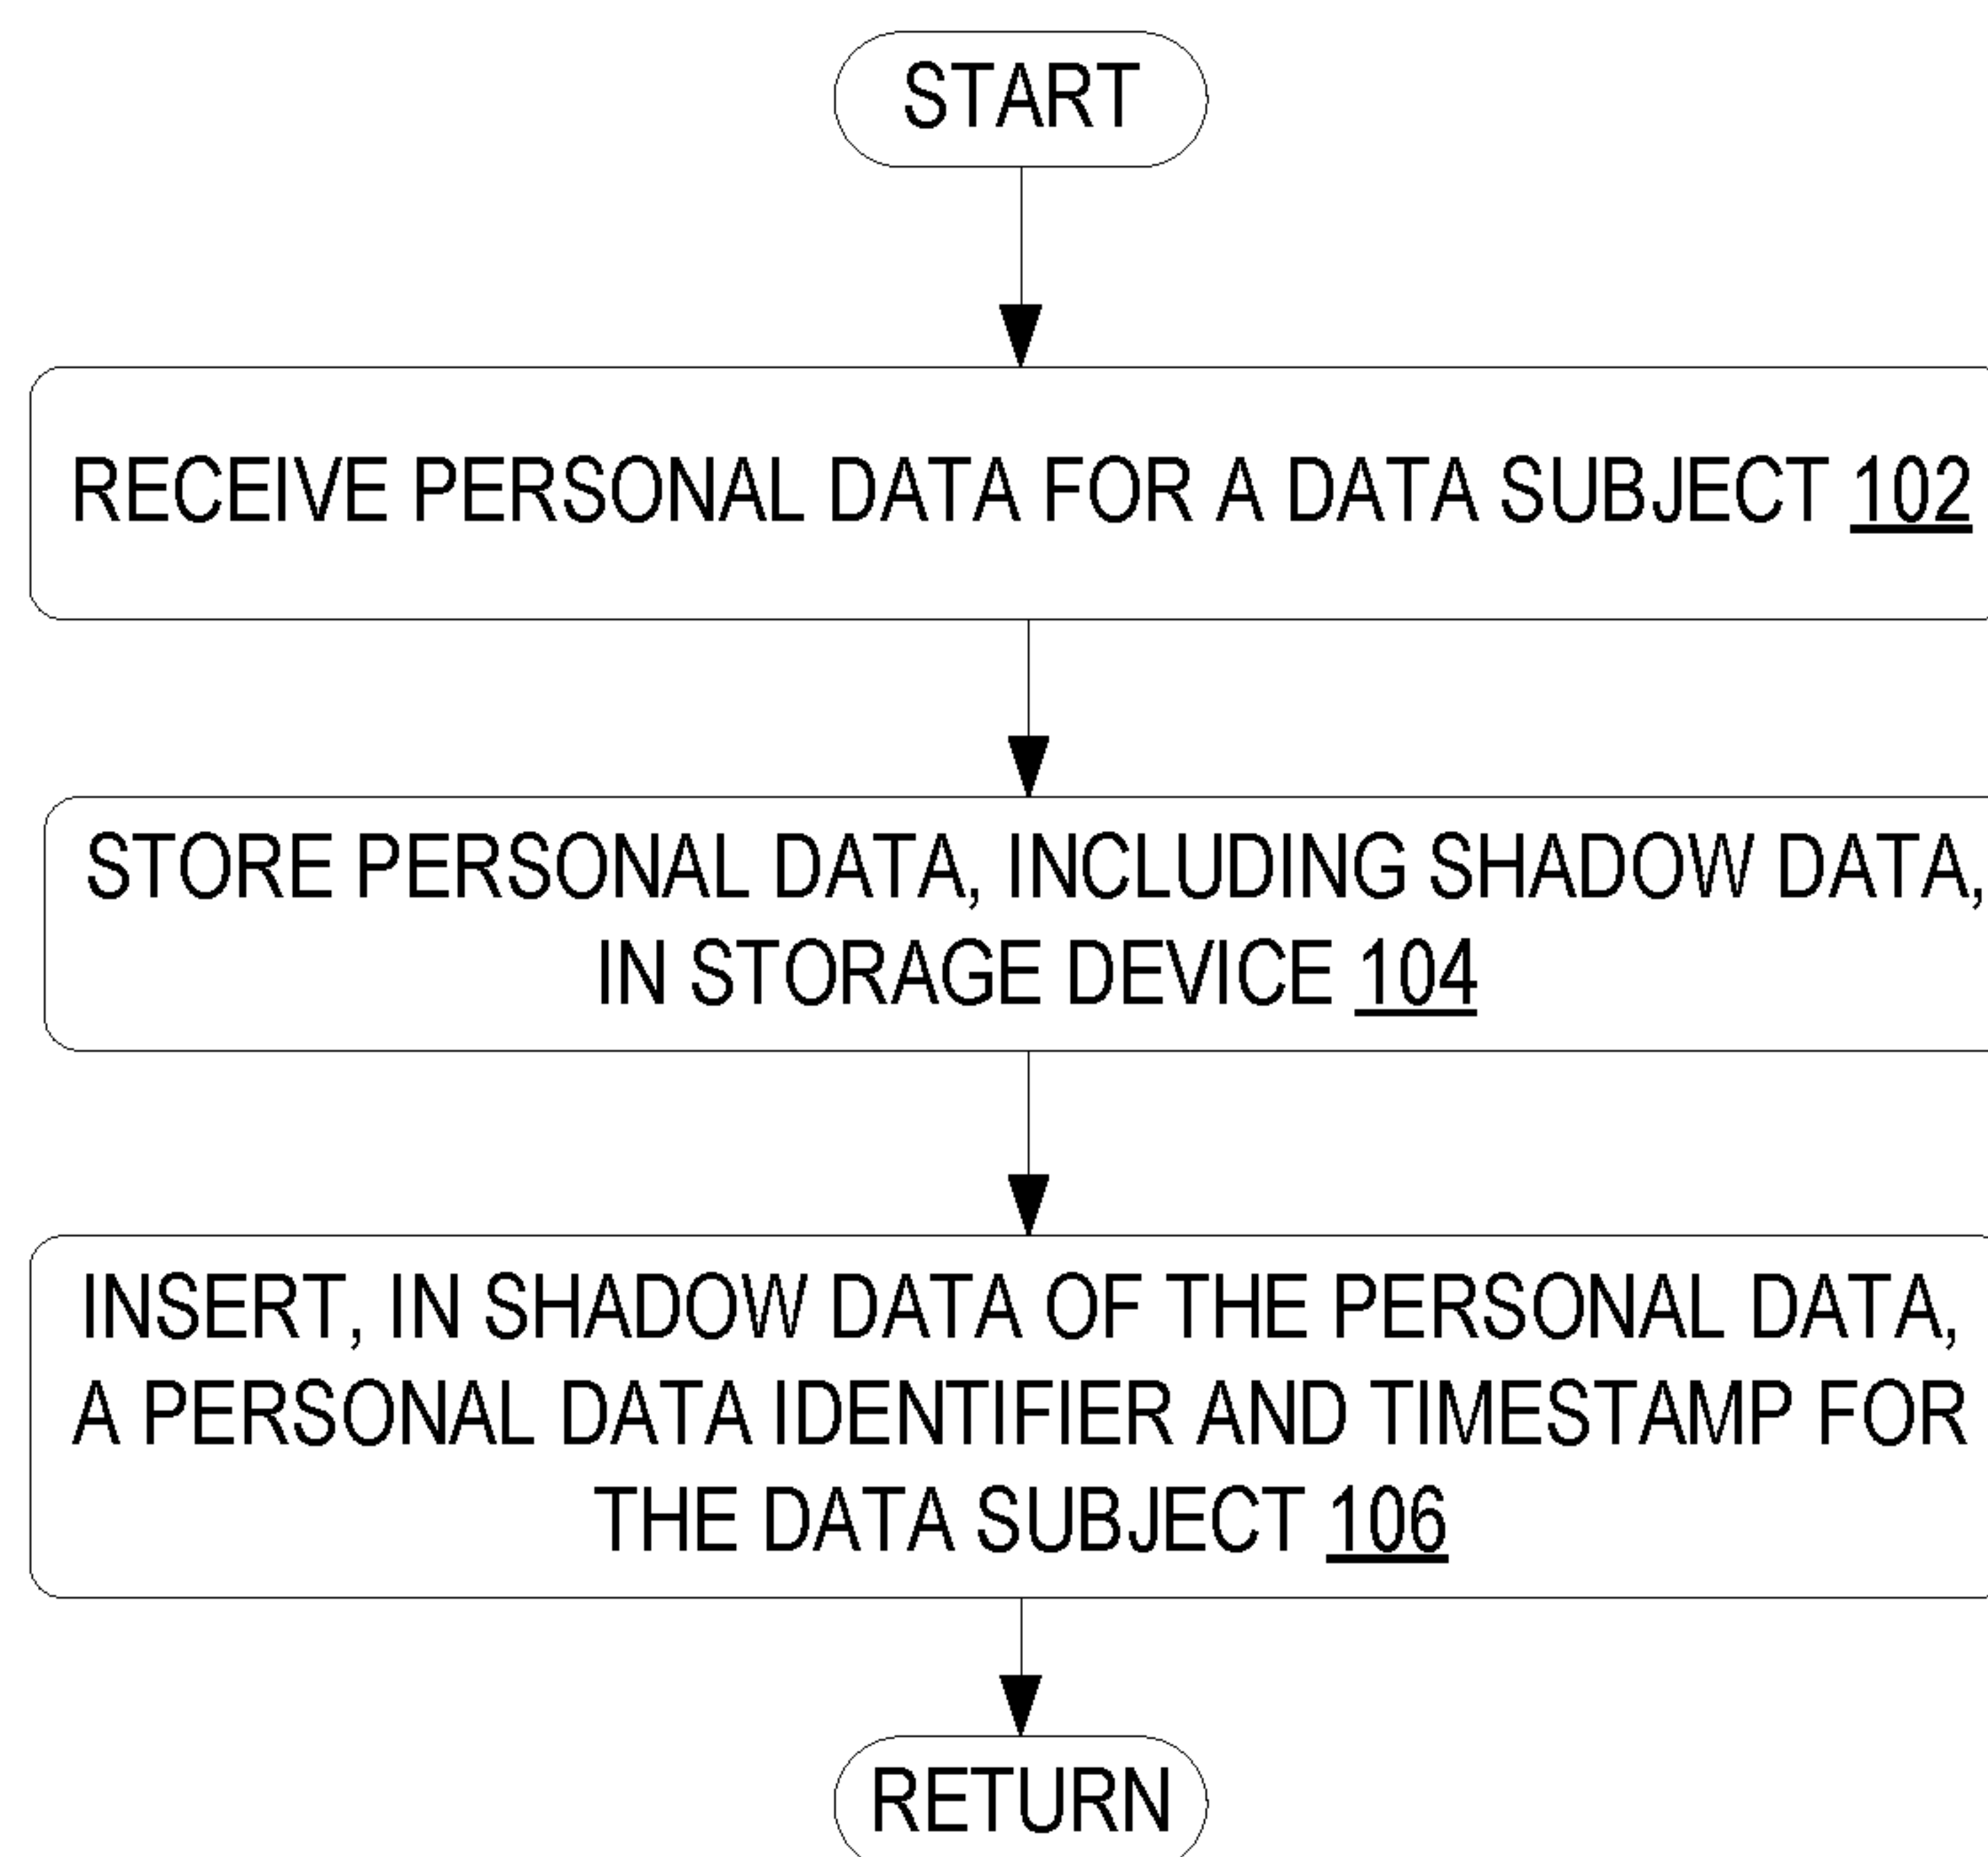 START
RECEIVE PERSONAL DATA FOR A DATA SUBJECT 102
STORE PERSONAL DATA, INCLUDING SHADOW DATA,
IN STORAGE DEVICE 104
INSERT, IN SHADOW DATA OF THE PERSONAL DATA,
A PERSONAL DATA IDENTIFIER AND TIMESTAMP FOR
THE DATA SUBJECT 106
RETURN